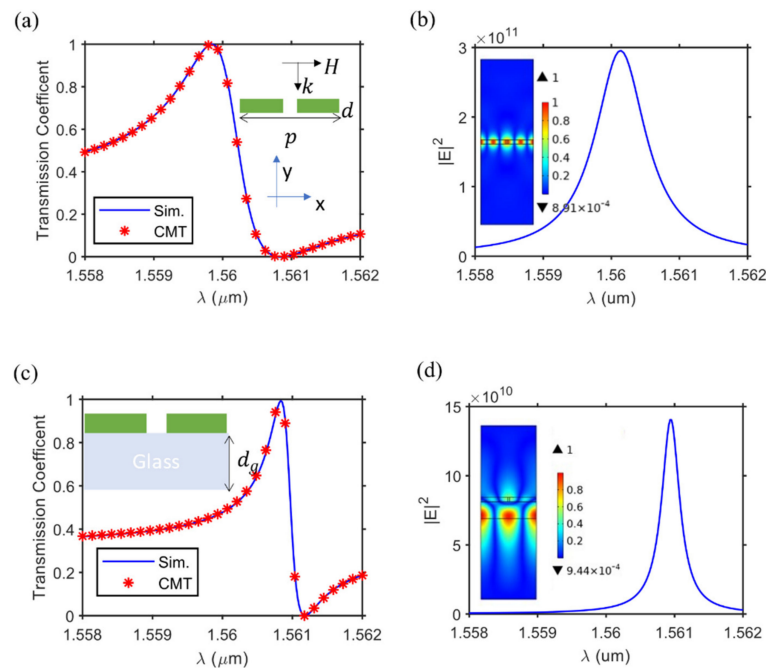 (a)
Transmission Coefficent
1
0.8
0.6
0.4
0.2
0
1.558
1.559
1.56
1.561
1.562
λ (μm)
H
k
d
p
y
x
Sim.
CMT
(b)
×10¹¹
|E|²
3
2
1
0
1.558
1.559
1.56
1.561
1.562
λ (um)
▲ 1
1
0.8
0.6
0.4
0.2
▼ 8.91×10⁻⁴
(c)
Transmission Coefficent
1
0.8
0.6
0.4
0.2
0
1.558
1.559
1.56
1.561
1.562
λ (μm)
Glass
d_g
Sim.
CMT
(d)
×10¹⁰
|E|²
15
10
5
0
1.558
1.559
1.56
1.561
1.562
λ (um)
▲ 1
0.8
0.6
0.4
0.2
▼ 9.44×10⁻⁴